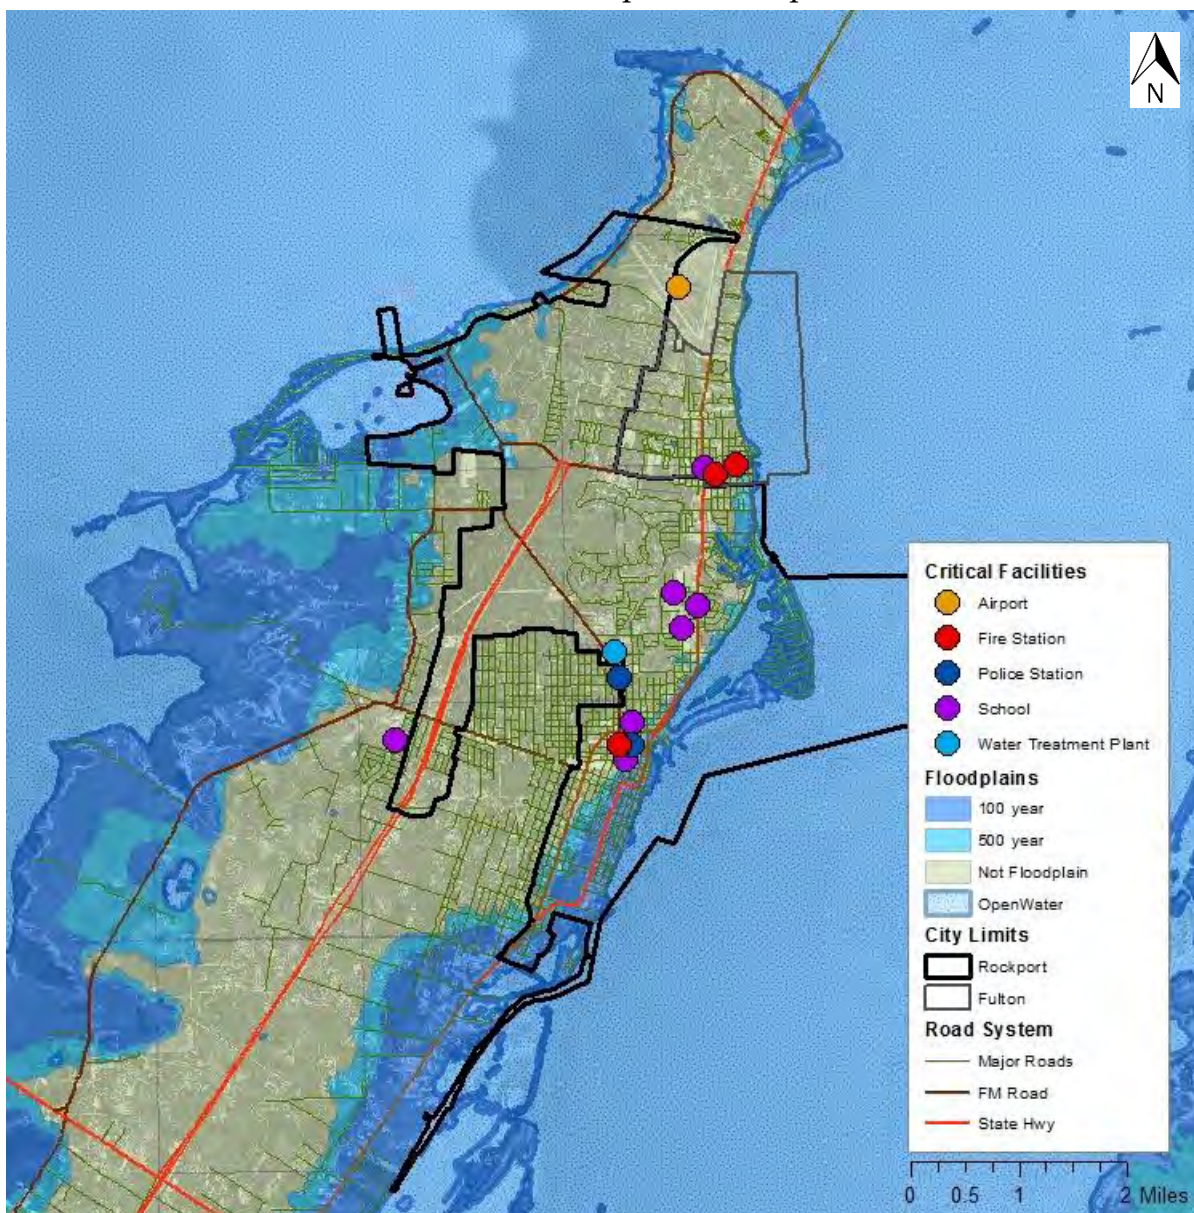 N
Critical Facilities
Airport
Fire Station
Police Station
School
Water Treatment Plant
Floodplains
100 year
500 year
Not Floodplain
OpenWater
City Limits
Rockport
Fulton
Road System
Major Roads
FM Road
State Hwy
0 0.5 1 2 Miles